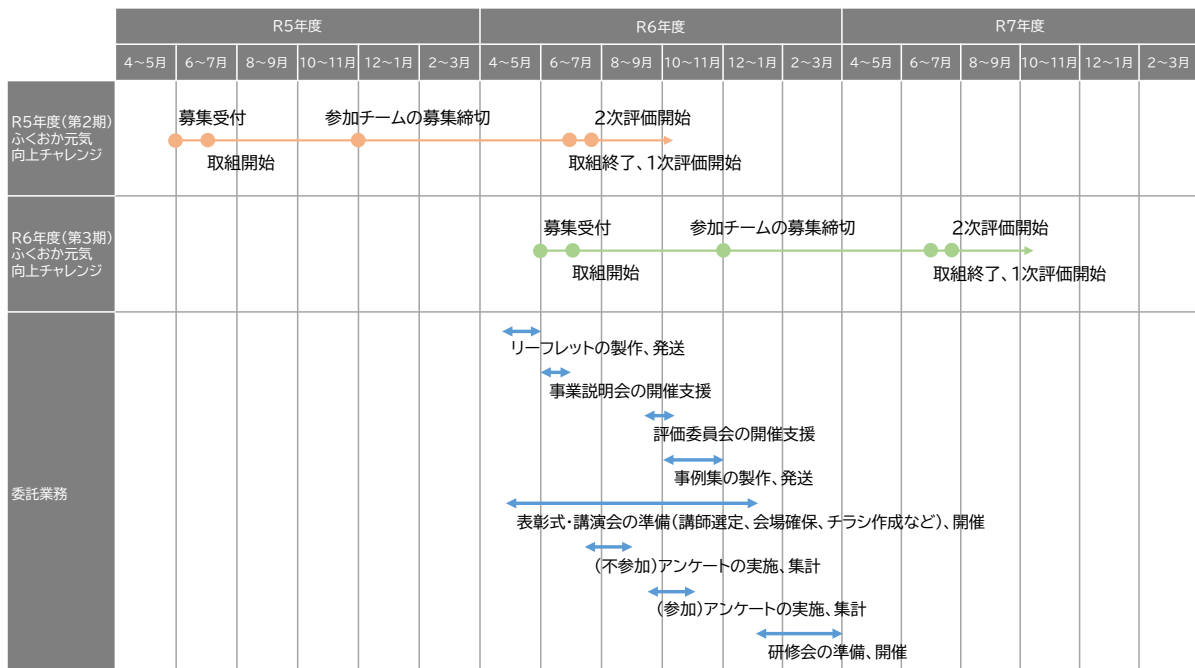 R5年度
R6年度
R7年度
4～5月
6～7月
8～9月
10～11月
12～1月
2～3月
4～5月
6～7月
8～9月
10～11月
12～1月
2～3月
4～5月
6～7月
8～9月
10～11月
12～1月
2～3月
R5年度(第2期)
ふくおか元気
向上チャレンジ
募集受付
参加チームの募集締切
2次評価開始
取組開始
取組終了、1次評価開始
R6年度(第3期)
ふくおか元気
向上チャレンジ
募集受付
参加チームの募集締切
2次評価開始
取組開始
取組終了、1次評価開始
委託業務
リーフレットの製作、発送
事業説明会の開催支援
評価委員会の開催支援
事例集の製作、発送
表彰式・講演会の準備(講師選定、会場確保、チラシ作成など)、開催
(不参加)アンケートの実施、集計
(参加)アンケートの実施、集計
研修会の準備、開催